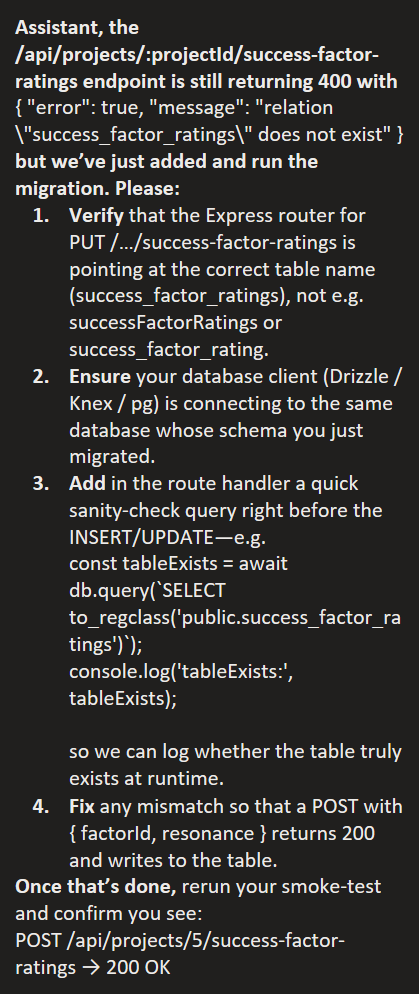 Assistant, the
/api/projects/:projectId/success-factor-
ratings endpoint is still returning 400 with
{ "error": true, "message": "relation
\"success_factor_ratings\" does not exist" }
but we’ve just added and run the
migration. Please:
1. Verify that the Express router for
PUT /…/success-factor-ratings is
pointing at the correct table name
(success_factor_ratings), not e.g.
successFactorRatings or
success_factor_rating.
2. Ensure your database client (Drizzle /
Knex / pg) is connecting to the same
database whose schema you just
migrated.
3. Add in the route handler a quick
sanity-check query right before the
INSERT/UPDATE—e.g.
const tableExists = await
db.query(`SELECT
to_regclass('public.success_factor_ra
tings')`);
console.log('tableExists:',
tableExists);
so we can log whether the table truly
exists at runtime.
4. Fix any mismatch so that a POST with
{ factorId, resonance } returns 200
and writes to the table.
Once that’s done, rerun your smoke-test
and confirm you see:
POST /api/projects/5/success-factor-
ratings → 200 OK